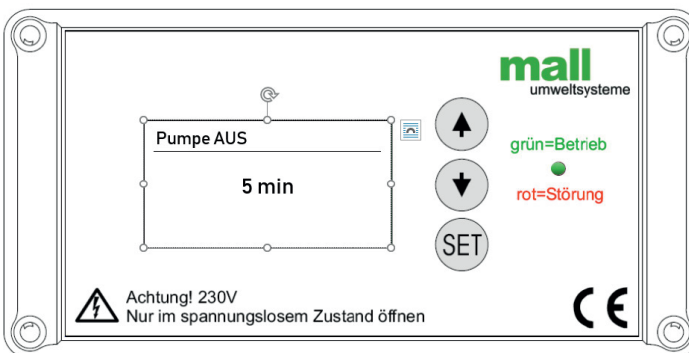 mall
umweltsysteme
Pumpe AUS
5 min
grün=Betrieb
rot=Störung
SET
Achtung! 230V
Nur im spannungslosem Zustand öffnen
CE